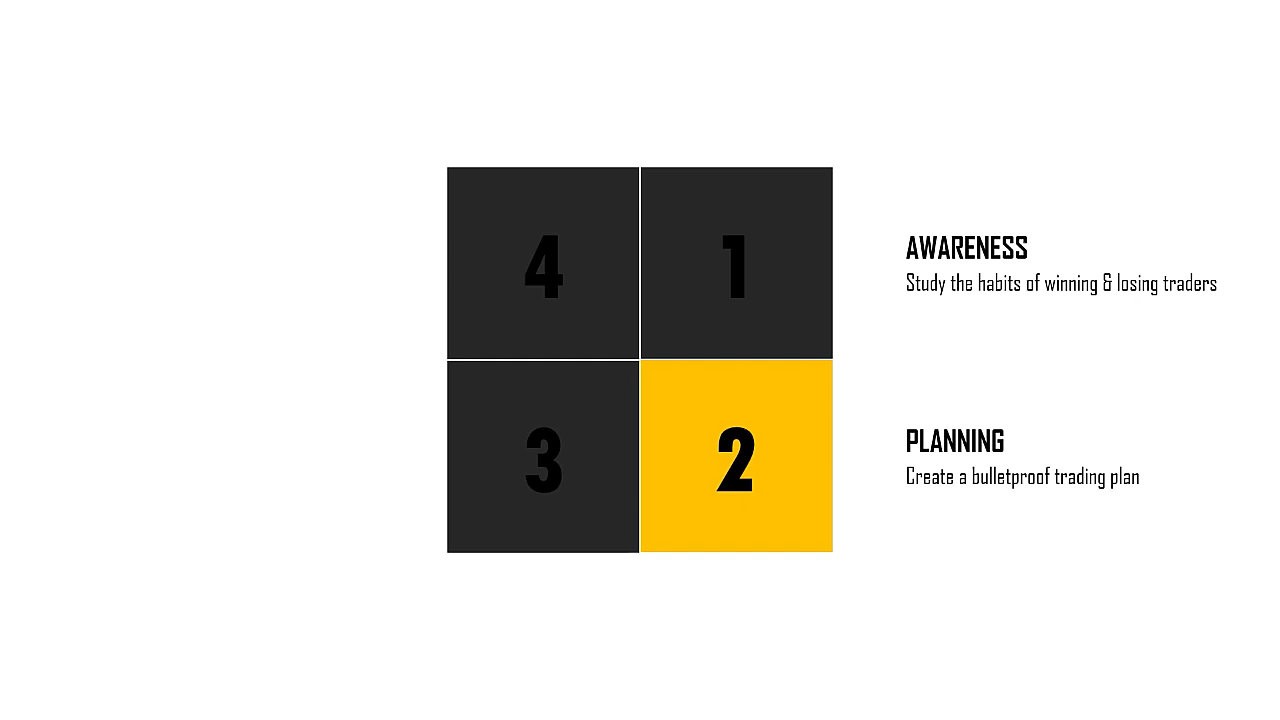 4
1
AWARENESS
Study the habits of winning & losing traders
3
2
PLANNING
Create a bulletproof trading plan